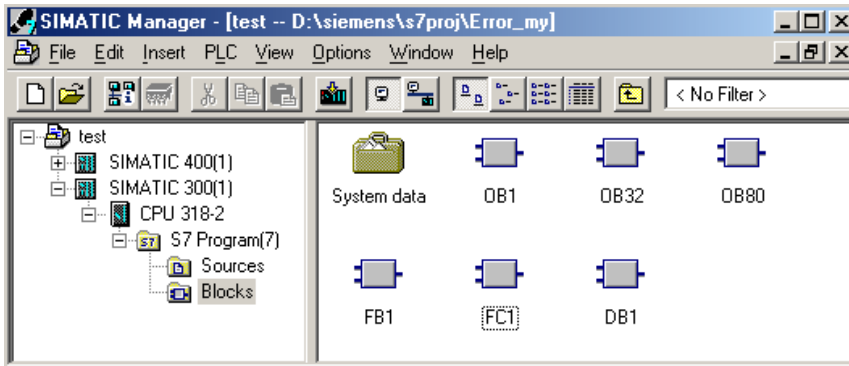 SIMATIC Manager - [test -- D:\siemens\s7proj\Error_my]
File Edit Insert PLC View Options Window Help
< No Filter >
test
SIMATIC 400(1)
SIMATIC 300(1)
CPU 318-2
S7 Program(7)
Sources
Blocks
System data OB1 OB32 OB80
FB1 FC1 DB1